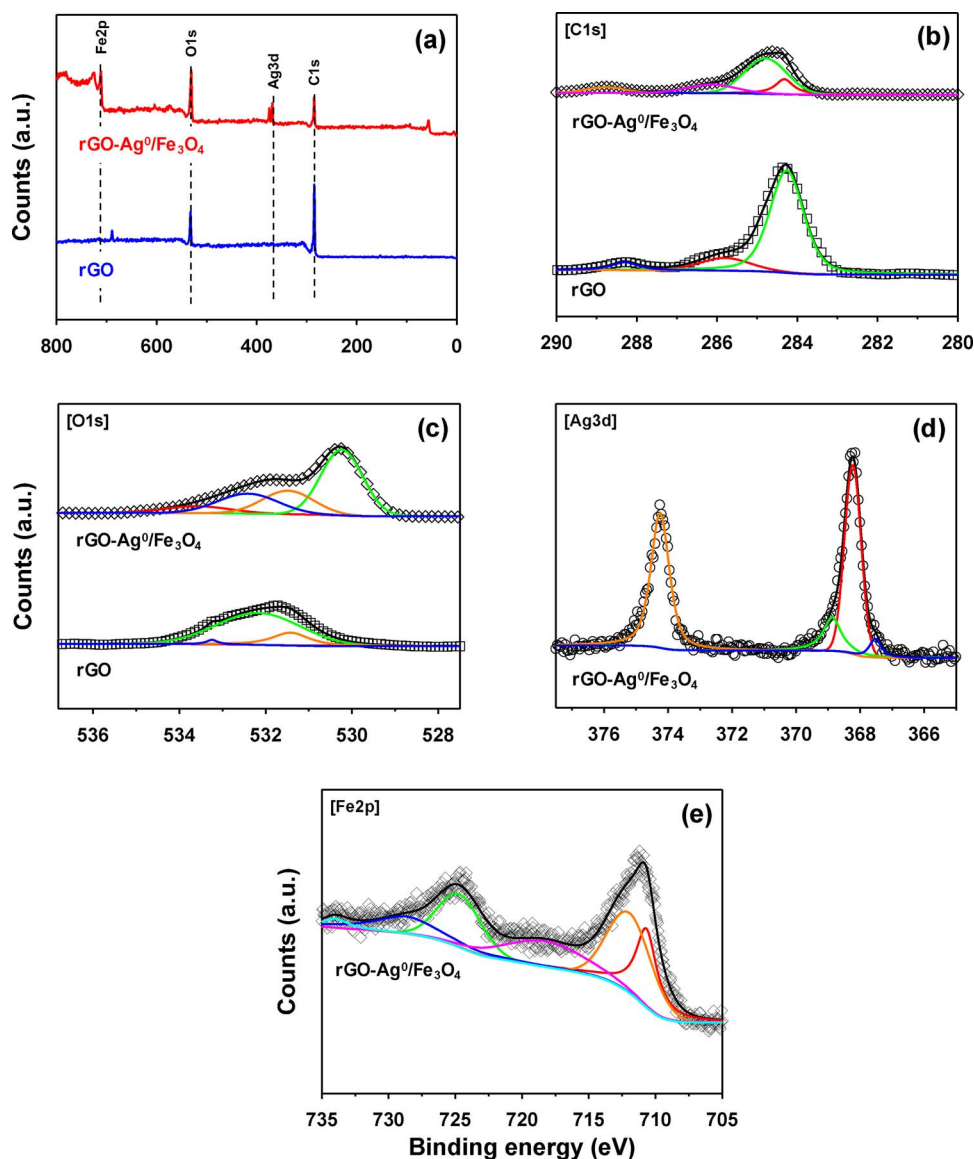 (a)
Fe2p
O1s
Ag3d
C1s
rGO-Ag⁰/Fe₃O₄
rGO
Counts (a.u.)
800 600 400 200 0
[C1s]
(b)
rGO-Ag⁰/Fe₃O₄
rGO
290 288 286 284 282 280
[O1s]
(c)
rGO-Ag⁰/Fe₃O₄
rGO
Counts (a.u.)
536 534 532 530 528
[Ag3d]
(d)
rGO-Ag⁰/Fe₃O₄
376 374 372 370 368 366
[Fe2p]
(e)
rGO-Ag⁰/Fe₃O₄
Counts (a.u.)
735 730 725 720 715 710 705
Binding energy (eV)